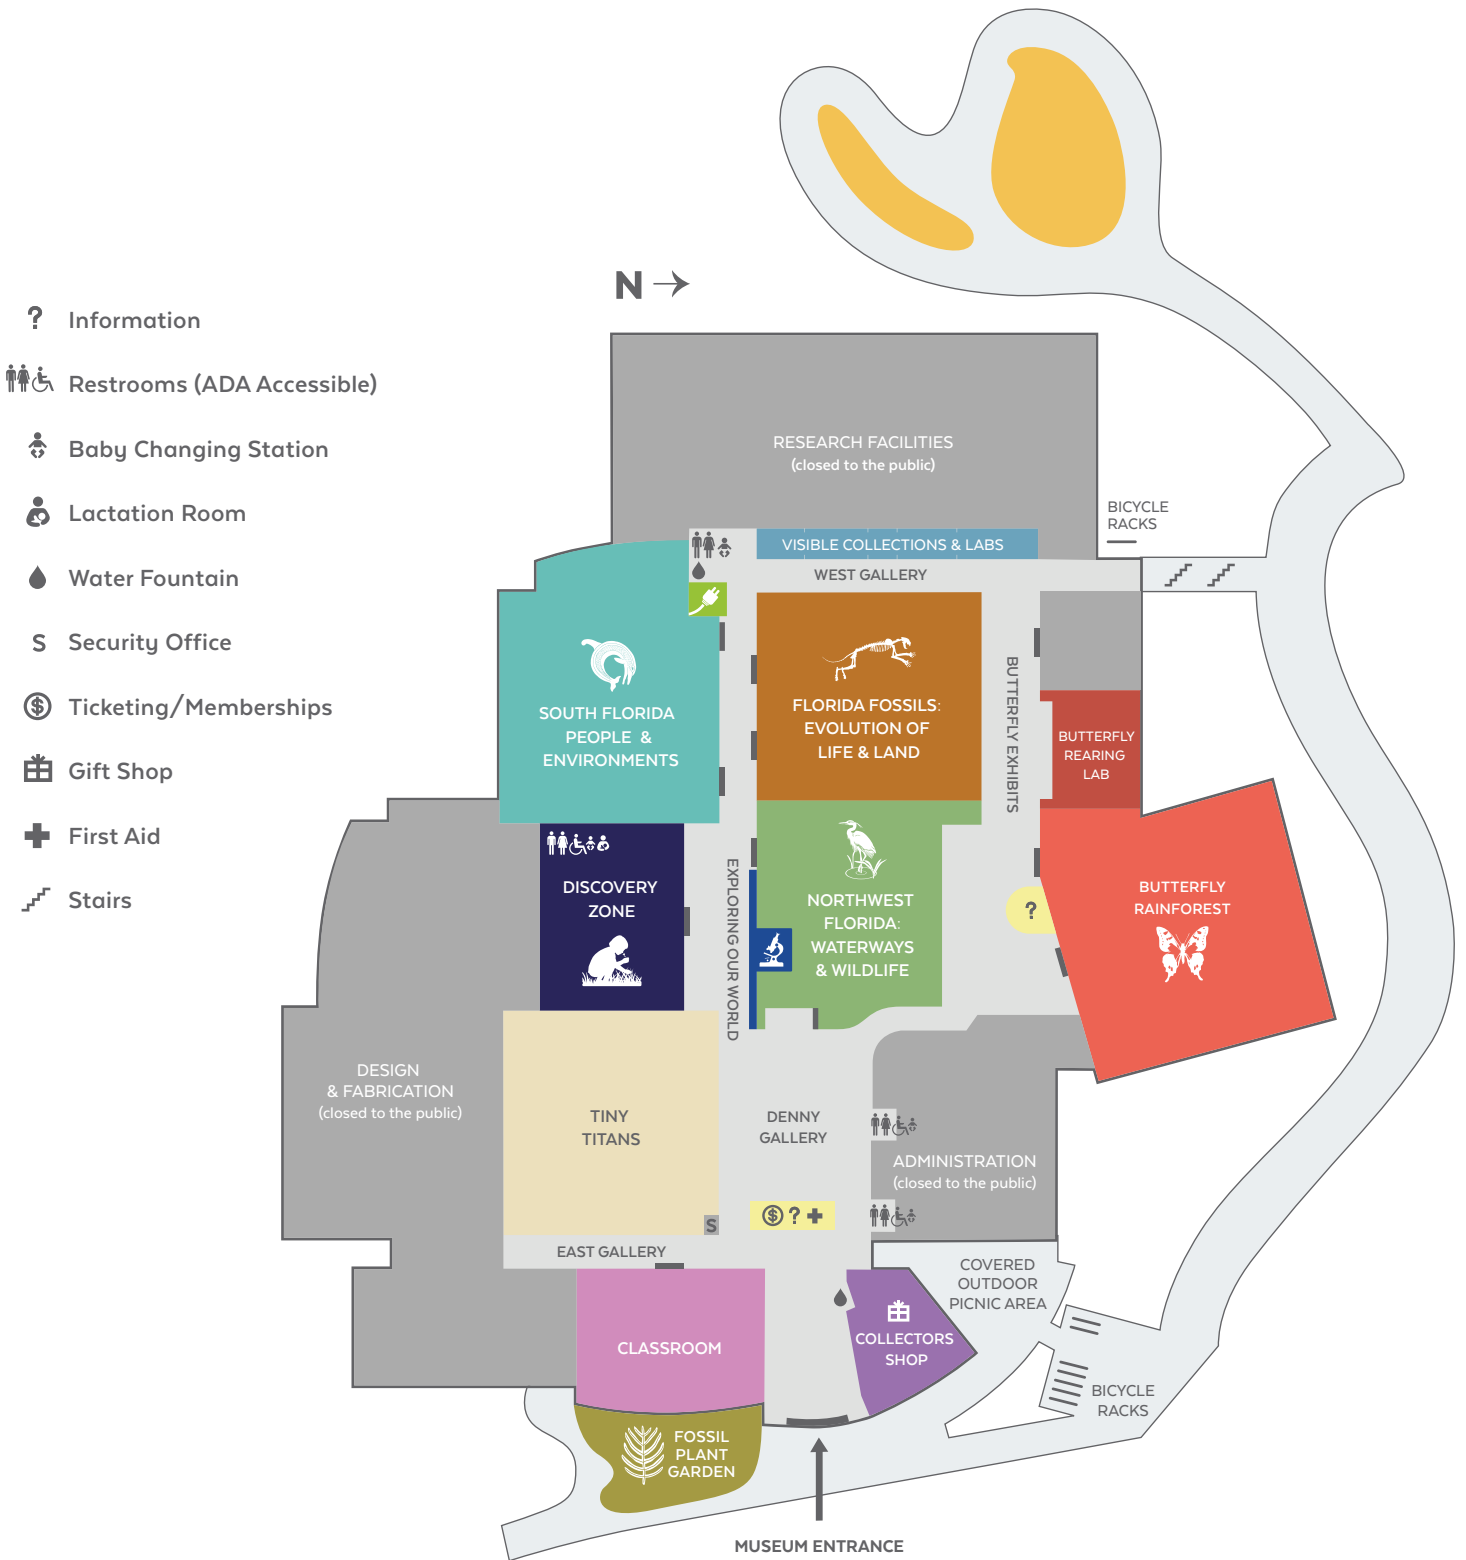 N
?
Information
Restrooms (ADA Accessible)
Baby Changing Station
Lactation Room
Water Fountain
S
Security Office
$
Ticketing/Memberships
Gift Shop
First Aid
Stairs
RESEARCH FACILITIES
(closed to the public)
BICYCLE
RACKS
VISIBLE COLLECTIONS & LABS
WEST GALLERY
SOUTH FLORIDA
PEOPLE &
ENVIRONMENTS
FLORIDA FOSSILS:
EVOLUTION OF
LIFE & LAND
BUTTERFLY EXHIBITS
BUTTERFLY
REARING
LAB
DISCOVERY
ZONE
EXPLORING OUR WORLD
NORTHWEST
FLORIDA:
WATERWAYS
& WILDLIFE
?
BUTTERFLY
RAINFOREST
DESIGN
& FABRICATION
(closed to the public)
TINY
TITANS
DENNY
GALLERY
ADMINISTRATION
(closed to the public)
S
$ ?
EAST GALLERY
COVERED
OUTDOOR
PICNIC AREA
CLASSROOM
COLLECTORS
SHOP
BICYCLE
RACKS
FOSSIL
PLANT
GARDEN
MUSEUM ENTRANCE